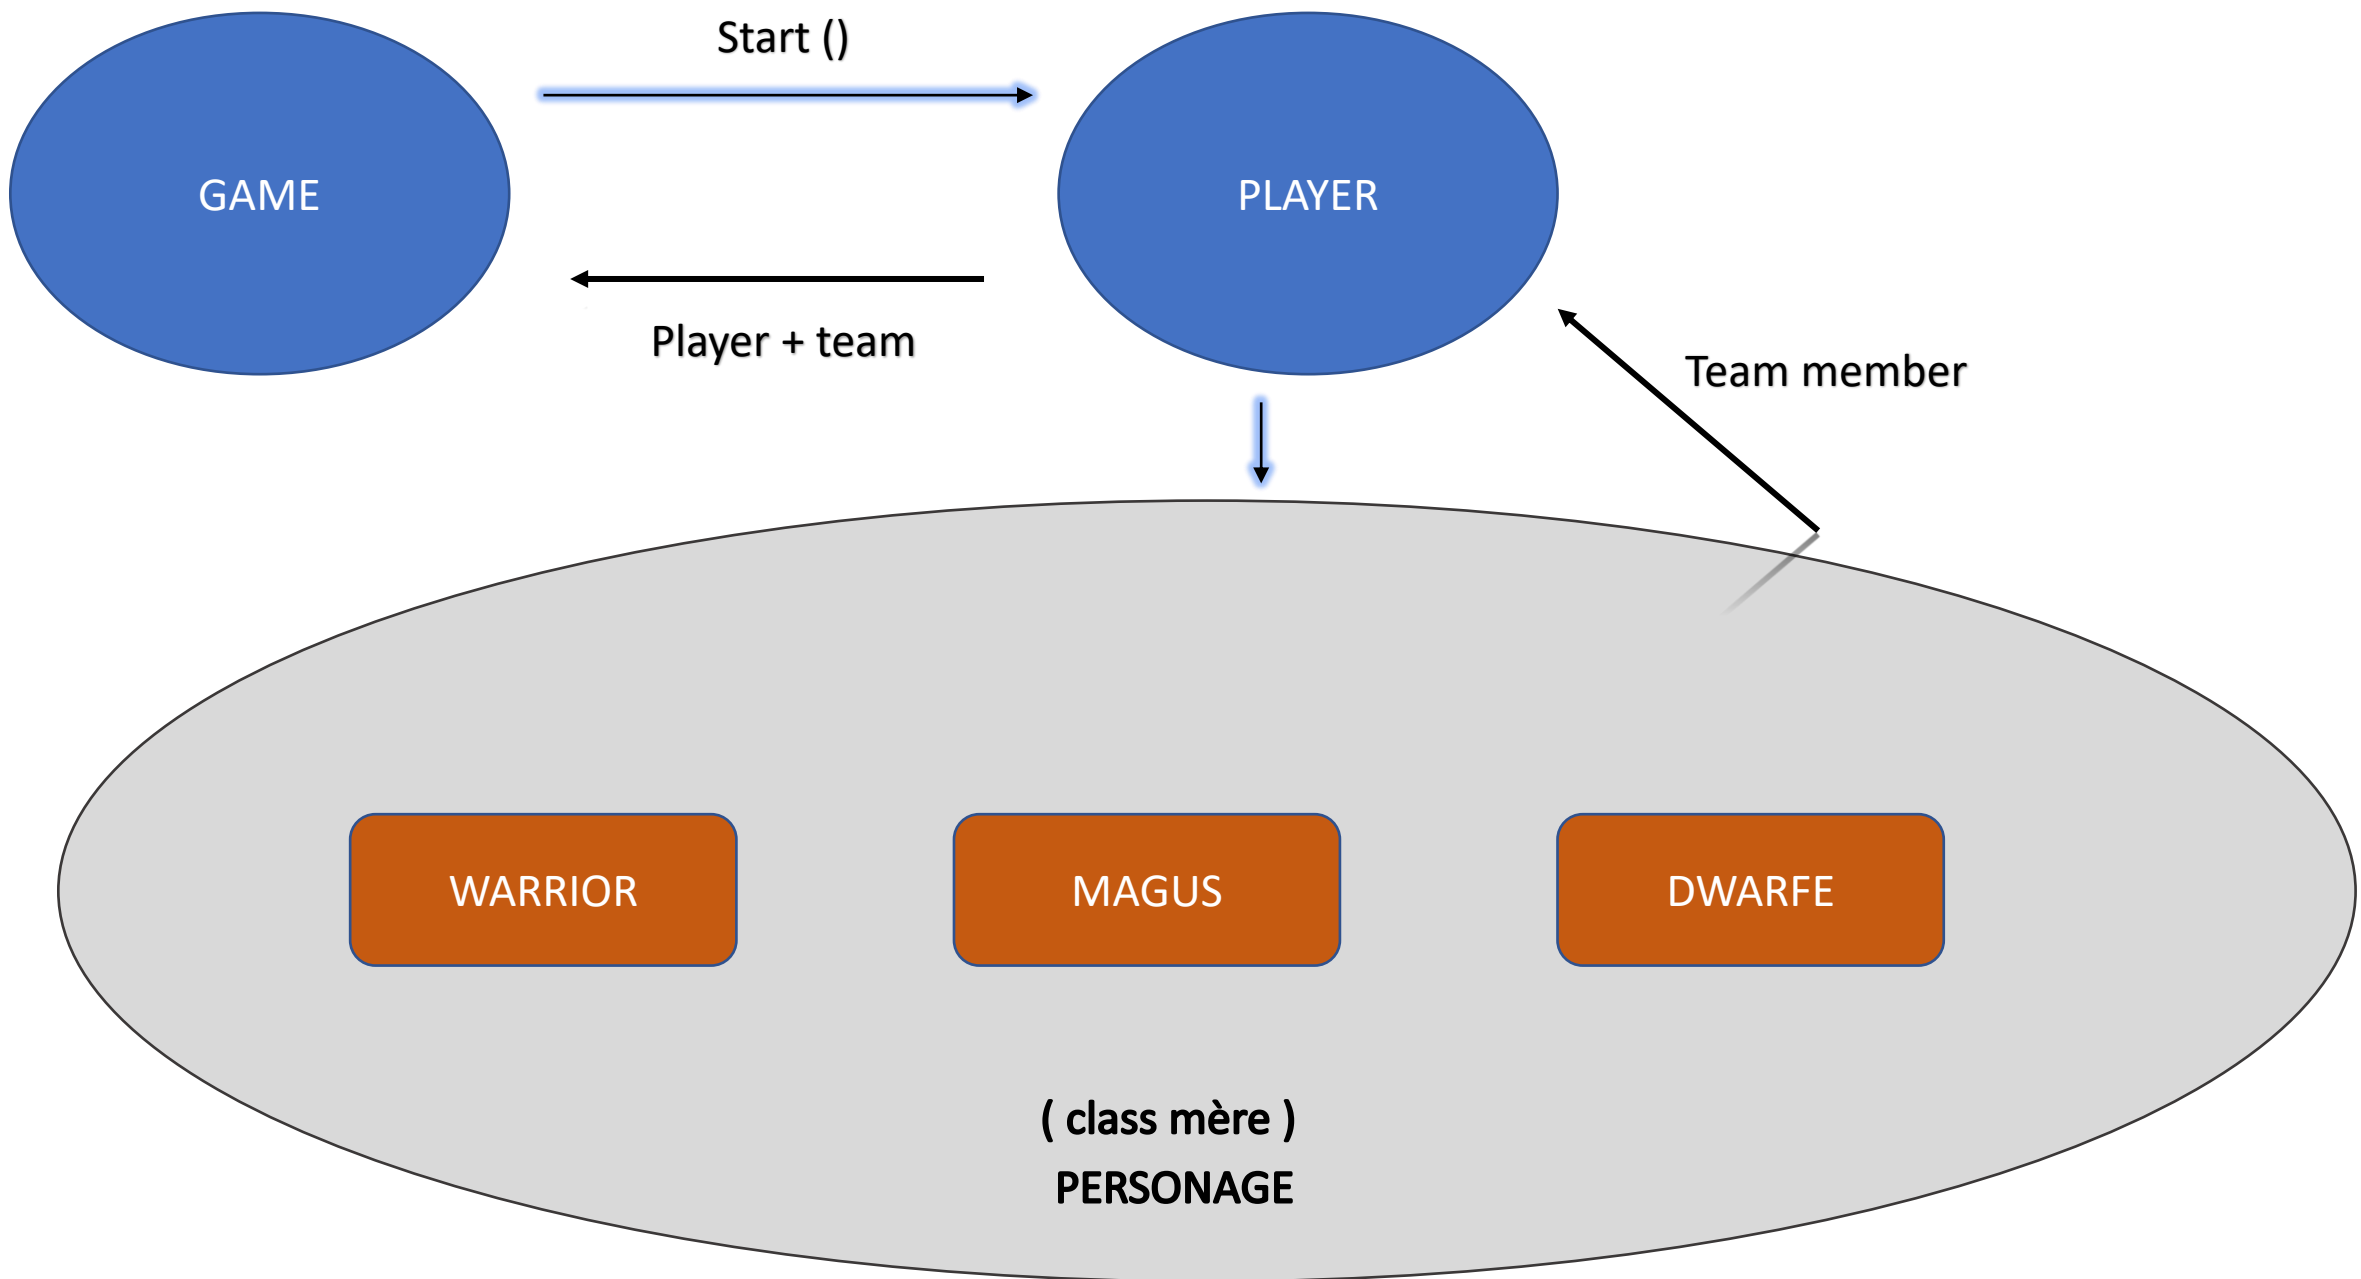 Start ()
GAME
PLAYER
Player + team
Team member
WARRIOR
MAGUS
DWARFE
( class mère )
PERSONAGE